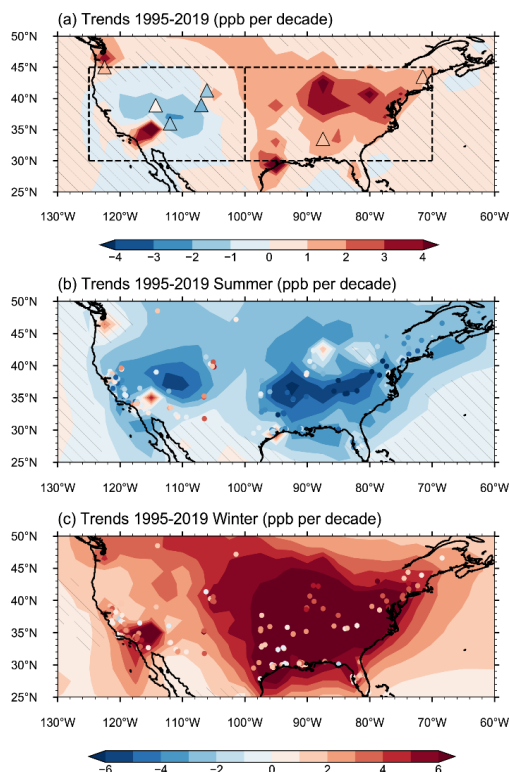 (a) Trends 1995-2019 (ppb per decade)
50°N
45°N
40°N
35°N
30°N
25°N
130°W 120°W 110°W 100°W 90°W 80°W 70°W 60°W
−4 −3 −2 −1 0 1 2 3 4
(b) Trends 1995-2019 Summer (ppb per decade)
50°N
45°N
40°N
35°N
30°N
25°N
130°W 120°W 110°W 100°W 90°W 80°W 70°W 60°W
(c) Trends 1995-2019 Winter (ppb per decade)
50°N
45°N
40°N
35°N
30°N
25°N
130°W 120°W 110°W 100°W 90°W 80°W 70°W 60°W
−6 −4 −2 0 2 4 6